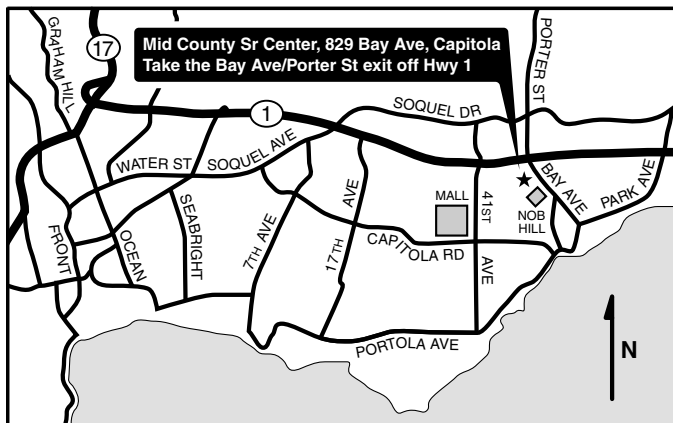 Mid County Sr Center, 829 Bay Ave, Capitola
Take the Bay Ave/Porter St exit off Hwy 1
GRAHAM HILL
17
PORTER ST
1
SOQUEL DR
WATER ST
SOQUEL AVE
BAY AVE
PARK AVE
MALL
41ST
AVE
NOB
HILL
SEABRIGHT
7TH AVE
17TH AVE
CAPITOLA RD
FRONT
OCEAN
PORTOLA AVE
N